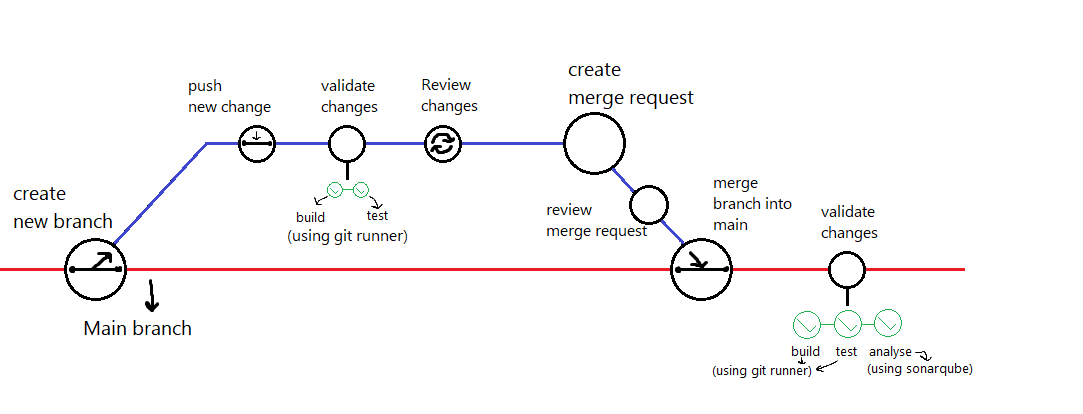 create
merge request
push
new change
validate
changes
Review
changes
create
new branch
build
test
(using git runner)
review
merge request
merge
branch into
main
validate
changes
Main branch
build
test
analyse
(using git runner)
(using sonarqube)